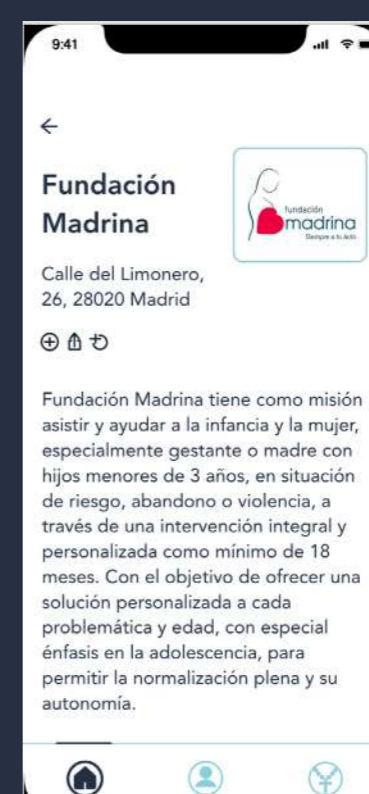 9:41
Fundación
Madrina
fundación
madrina
Siempre a tu lado
Calle del Limonero,
26, 28020 Madrid
Fundación Madrina tiene como misión
asistir y ayudar a la infancia y la mujer,
especialmente gestante o madre con
hijos menores de 3 años, en situación
de riesgo, abandono o violencia, a
través de una intervención integral y
personalizada como mínimo de 18
meses. Con el objetivo de ofrecer una
solución personalizada a cada
problemática y edad, con especial
énfasis en la adolescencia, para
permitir la normalización plena y su
autonomía.